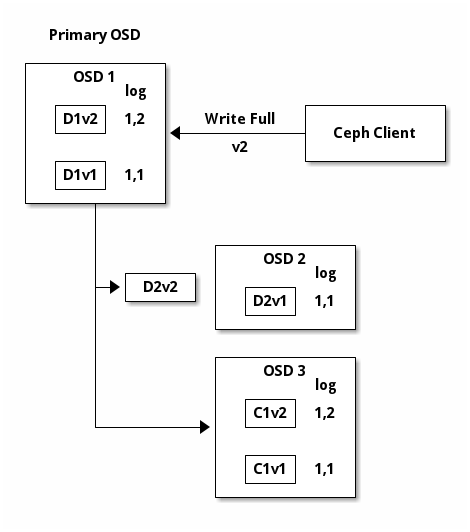 Primary OSD
OSD 1
log
D1v2 1,2
Write Full
v2
Ceph Client
D1v1 1,1
D2v2
OSD 2
log
D2v1 1,1
OSD 3
log
C1v2 1,2
C1v1 1,1